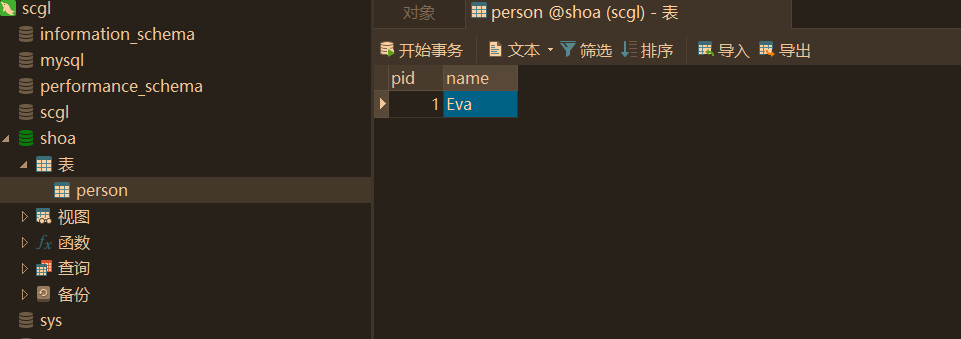 scgl
information_schema
mysql
performance_schema
scgl
shoa
表
person
视图
fx 函数
查询
备份
sys
对象 person @shoa (scgl) - 表
开始事务 文本 筛选 排序 导入 导出
pid name
1 Eva